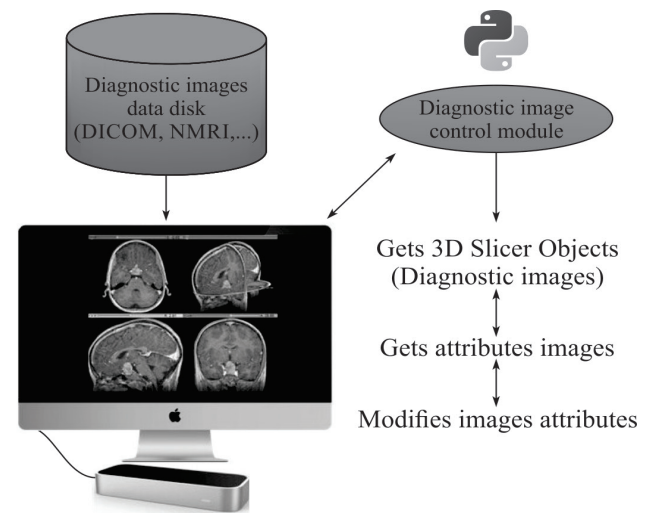 Diagnostic images
data disk
(DICOM, NMRI,...)
Diagnostic image
control module
Gets 3D Slicer Objects
(Diagnostic images)
Gets attributes images
Modifies images attributes